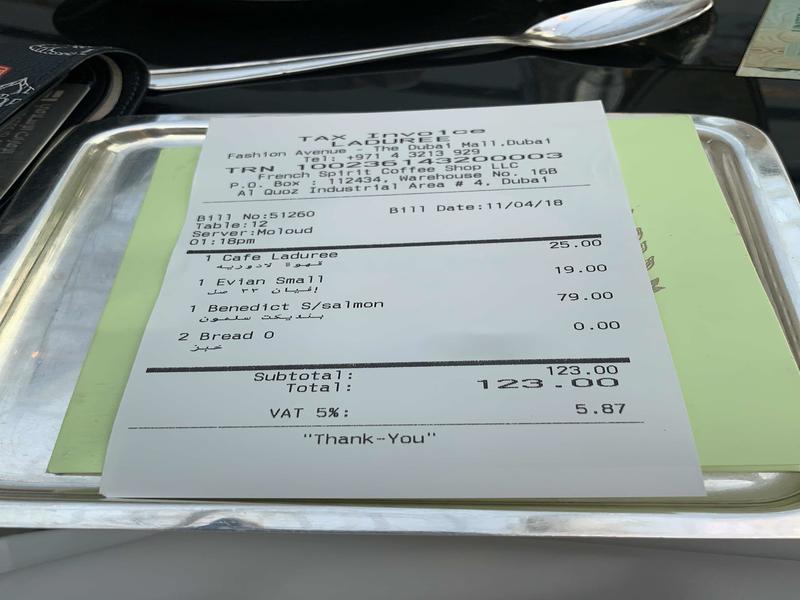 TAX Invoice
LADUREE
Fashion Avenue - The Dubai Mall,Dubai
Tel: +971 4 3213 929
TRN 100236143200003
French Spirit Coffee Shop LLC
P.O. Box : 112434, Warehouse No. 16B
Al Quoz Industrial Area # 4, Dubai
Bill No:51260 Bill Date:11/04/18
Table:12
Server:Moloud
01:18pm
1 Cafe Laduree 25.00
قهوة لادوريه
1 Evian Small 19.00
إفيان ٣٣ مل
1 Benedict S/salmon 79.00
بنديكت سلمون
2 Bread O 0.00
خبز
Subtotal: 123.00
Total: 123.00
VAT 5%: 5.87
"Thank-You"